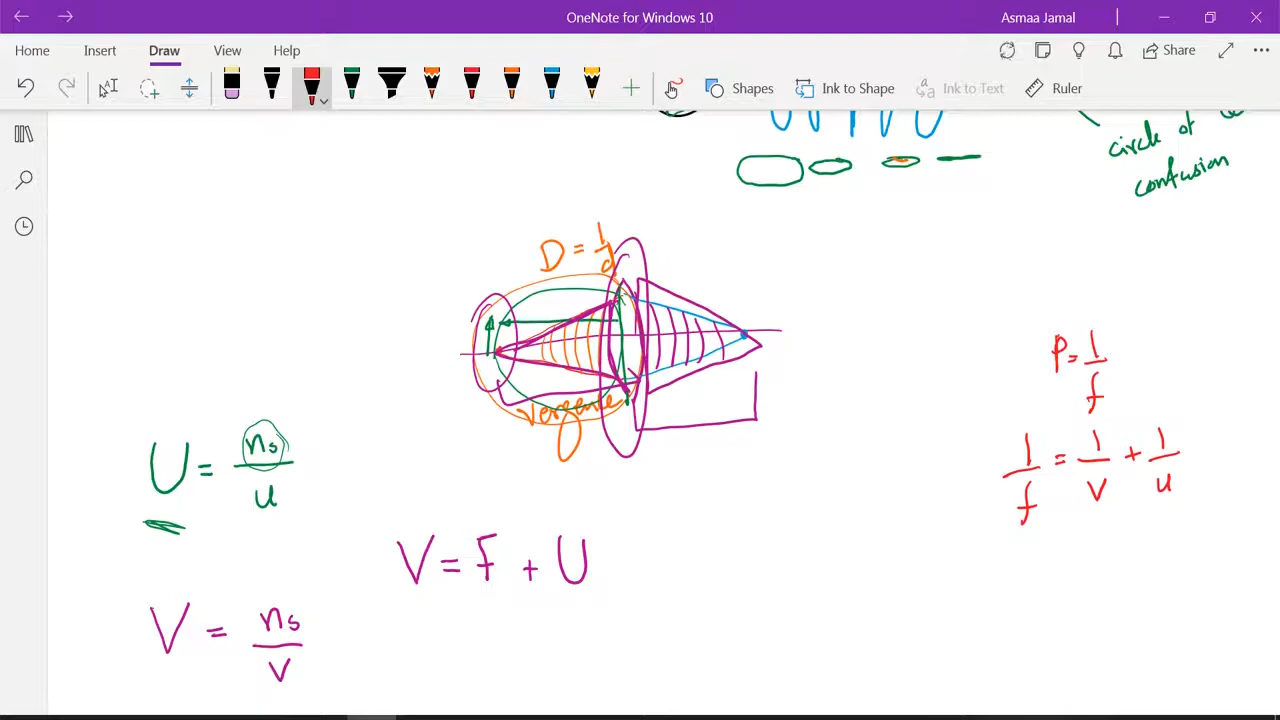 OneNote for Windows 10
Asmaa Jamal
Home Insert Draw View Help
Share
Shapes
Ink to Shape
Ink to Text
Ruler
circle of
confusion
D = 1/d
vergence
P = 1/f
1/f = 1/v + 1/u
U = ns/u
V = F + U
V = ns/v